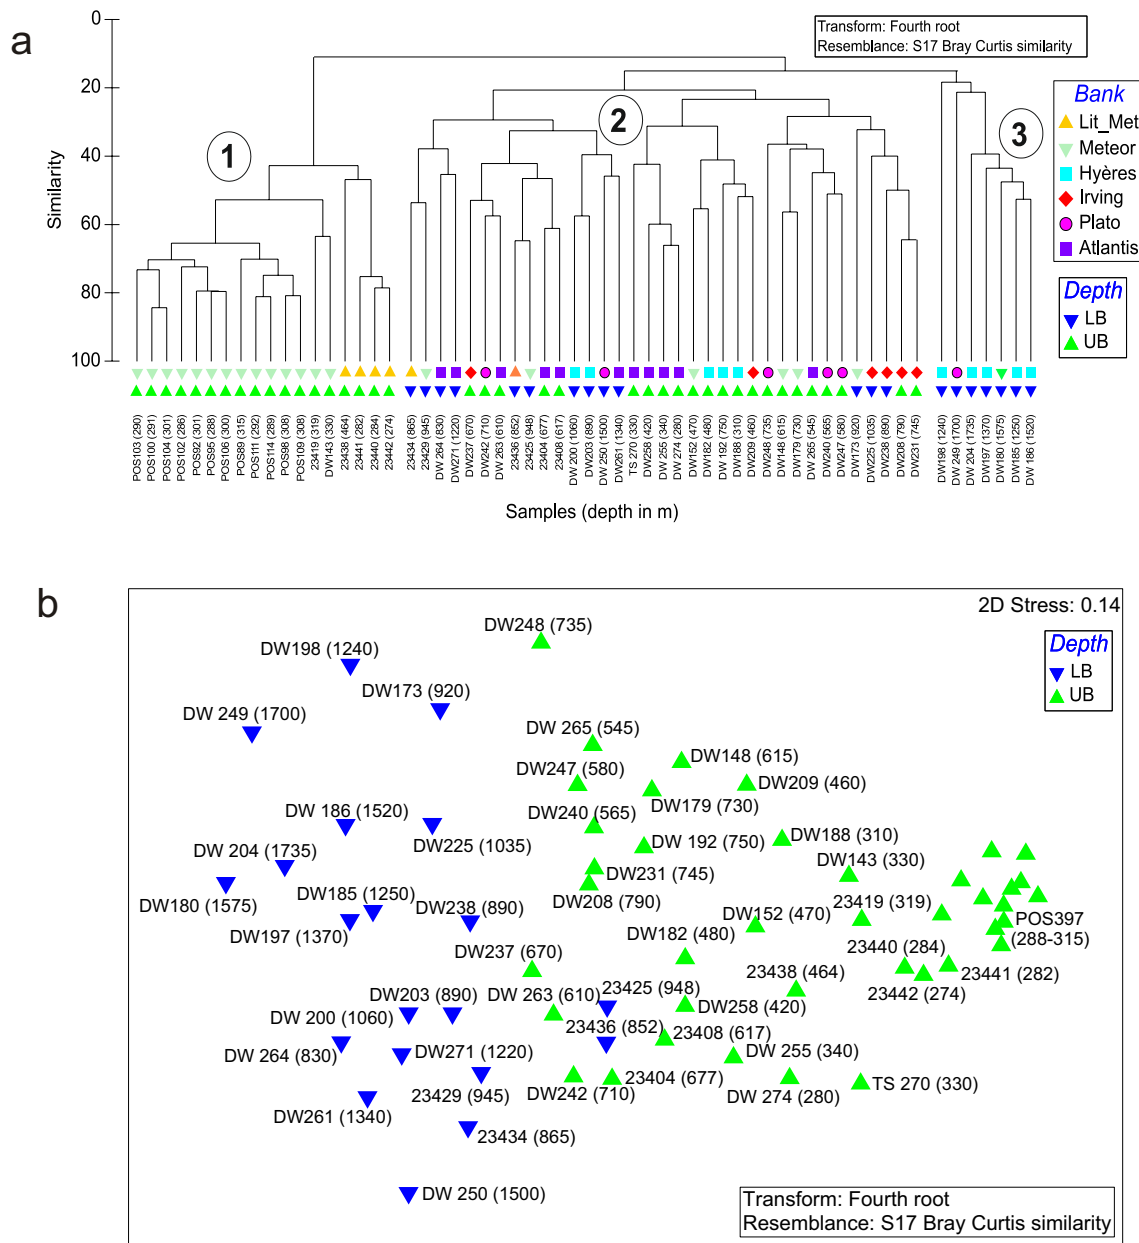 a
0
20
40
60
80
100
Similarity
Transform: Fourth root
Resemblance: S17 Bray Curtis similarity
1
2
3
Bank
Lit_Met
Meteor
Hyères
Irving
Plato
Atlantis
Depth
LB
UB
POS103 (290)
POS100 (291)
POS104 (301)
POS102 (286)
POS92 (301)
POS95 (288)
POS106 (300)
POS89 (315)
POS111 (292)
POS114 (289)
POS98 (308)
POS109 (308)
23419 (319)
DW143 (330)
23438 (464)
23441 (282)
23440 (284)
23442 (274)
23434 (865)
23429 (945)
DW 264 (830)
DW271 (1220)
DW237 (670)
DW242 (710)
DW263 (610)
23436 (852)
23425 (948)
23404 (677)
23408 (617)
DW 200 (1060)
DW203 (890)
DW 250 (1500)
DW261 (1340)
TS 270 (330)
DW258 (420)
DW 255 (340)
DW 274 (280)
DW152 (470)
DW182 (480)
DW 192 (750)
DW188 (310)
DW209 (460)
DW248 (735)
DW148 (615)
DW179 (730)
DW 265 (545)
DW240 (565)
DW247 (580)
DW173 (920)
DW225 (1035)
DW238 (890)
DW208 (790)
DW231 (745)
DW198 (1240)
DW 249 (1700)
DW 204 (1735)
DW197 (1370)
DW180 (1575)
DW185 (1250)
DW 186 (1520)
Samples (depth in m)
b
2D Stress: 0.14
Depth
LB
UB
DW248 (735)
DW198 (1240)
DW173 (920)
DW 249 (1700)
DW 265 (545)
DW148 (615)
DW247 (580)
DW209 (460)
DW179 (730)
DW 186 (1520)
DW240 (565)
DW225 (1035)
DW 192 (750)
DW188 (310)
DW 204 (1735)
DW143 (330)
DW231 (745)
DW180 (1575)
DW185 (1250)
DW208 (790)
DW238 (890)
23419 (319)
DW152 (470)
POS397
(288-315)
DW197 (1370)
DW182 (480)
DW237 (670)
23440 (284)
23441 (282)
23438 (464)
23442 (274)
DW203 (890)
DW 263 (610)
23425 (948)
DW258 (420)
DW 200 (1060)
23436 (852)
23408 (617)
DW 264 (830)
DW271 (1220)
DW 255 (340)
23404 (677)
TS 270 (330)
23429 (945)
DW242 (710)
DW 274 (280)
DW261 (1340)
23434 (865)
DW 250 (1500)
Transform: Fourth root
Resemblance: S17 Bray Curtis similarity